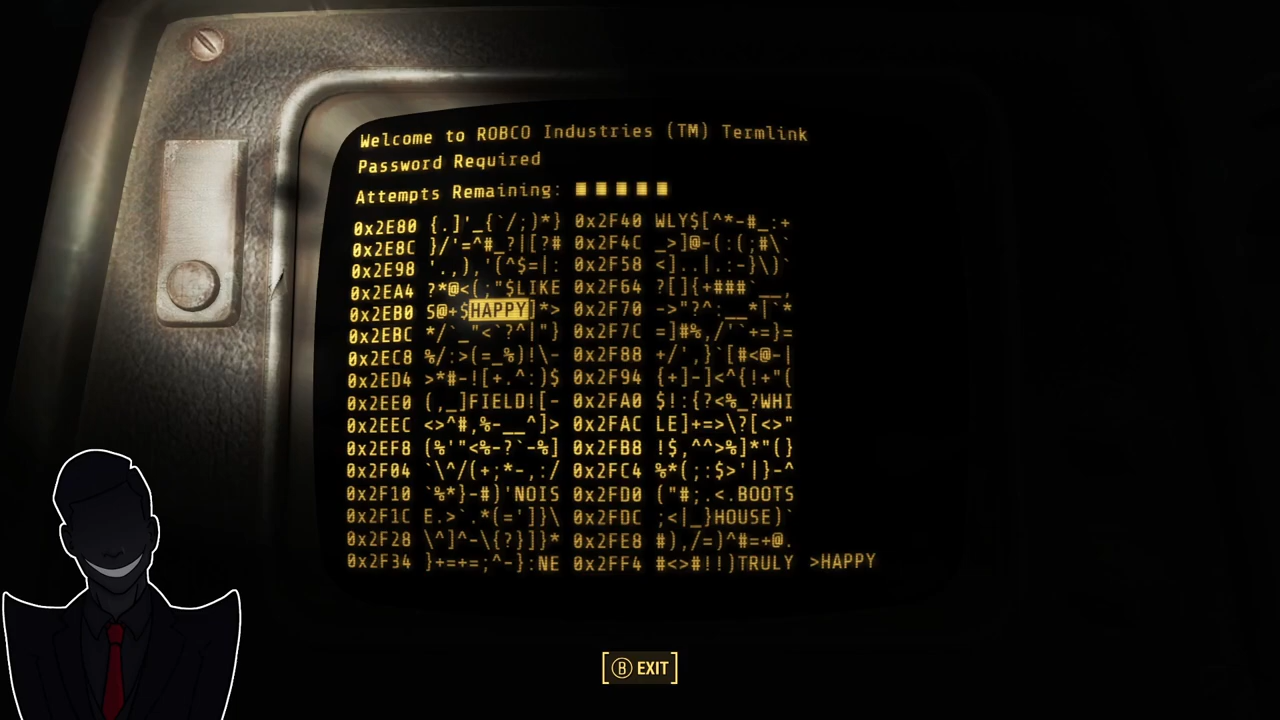 Welcome to ROBCO Industries (TM) Termlink
Password Required
Attempts Remaining: ■ ■ ■ ■ ■
0x2E80 {.]'_{`/;)*} 0x2F40 WLY$[^*-#_:+
0x2E8C }/'=^#_?|[?# 0x2F4C _>]@-(:(;#\`
0x2E98 '.,),'(^$=|: 0x2F58 <]..|.:-}\)`
0x2EA4 ?*@<(;"$LIKE 0x2F64 ?[]{+###`__,
0x2EB0 S@+$HAPPY]*> 0x2F70 ->"?^:__*|`*
0x2EBC */`_"<`?^|"} 0x2F7C =]#%,/'`+=}=
0x2EC8 %/:>(=_%)!\- 0x2F88 +/',}`[#<@-|
0x2ED4 >*#-![+.^:)$ 0x2F94 {+]-]<^{!+"(
0x2EE0 (,_]FIELD![- 0x2FA0 $!:{?<%_?WHI
0x2EEC <>^#,%-__^]> 0x2FAC LE]+=>\?[<>"
0x2EF8 (%'"<%-?`-%] 0x2FB8 !$,^^>%]*"(}
0x2F04 `\^/(+;*-,:/ 0x2FC4 %*(;:$>'|}-^
0x2F10 `%*}-#)'NOIS 0x2FD0 ("#;.<.BOOTS
0x2F1C E.>`.*(=']}\ 0x2FDC ;<|_}HOUSE)`
0x2F28 \^]^-\{?}]}* 0x2FE8 #),/=)^#=+@.
0x2F34 }+=+=;^-}:NE 0x2FF4 #<>#!!)TRULY >HAPPY
[Ⓑ EXIT]